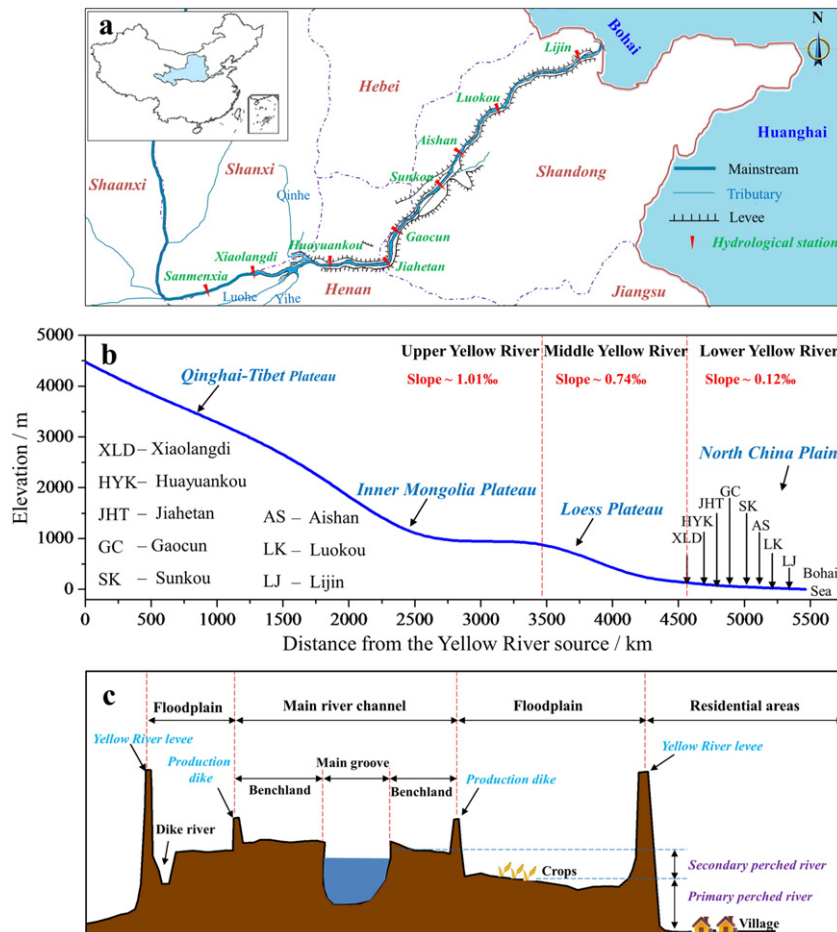 a
Bohai
Lijin
Hebei
Luokou
Huanghai
Aishan
Shanxi
Shaanxi
Sunkou
Shandong
Qinhe
Mainstream
Tributary
Levee
Hydrological station
Gaocun
Huayuankou
Xiaolangdi
Jiahetan
Sanmenxia
Luohe
Yihe
Henan
Jiangsu
b
5000
4000
3000
2000
1000
0
Elevation / m
Upper Yellow River
Middle Yellow River
Lower Yellow River
Slope ~ 1.01‰
Slope ~ 0.74‰
Slope ~ 0.12‰
Qinghai-Tibet Plateau
North China Plain
XLD – Xiaolangdi
HYK – Huayuankou
JHT – Jiahetan
GC – Gaocun
SK – Sunkou
AS – Aishan
LK – Luokou
LJ – Lijin
Inner Mongolia Plateau
Loess Plateau
GC
JHT
SK
HYK
AS
XLD
LK
LJ
Bohai
Sea
0 500 1000 1500 2000 2500 3000 3500 4000 4500 5000 5500
Distance from the Yellow River source / km
c
Floodplain
Main river channel
Floodplain
Residential areas
Yellow River levee
Production dike
Main groove
Benchland
Benchland
Production dike
Yellow River levee
Dike river
Crops
Secondary perched river
Primary perched river
Village